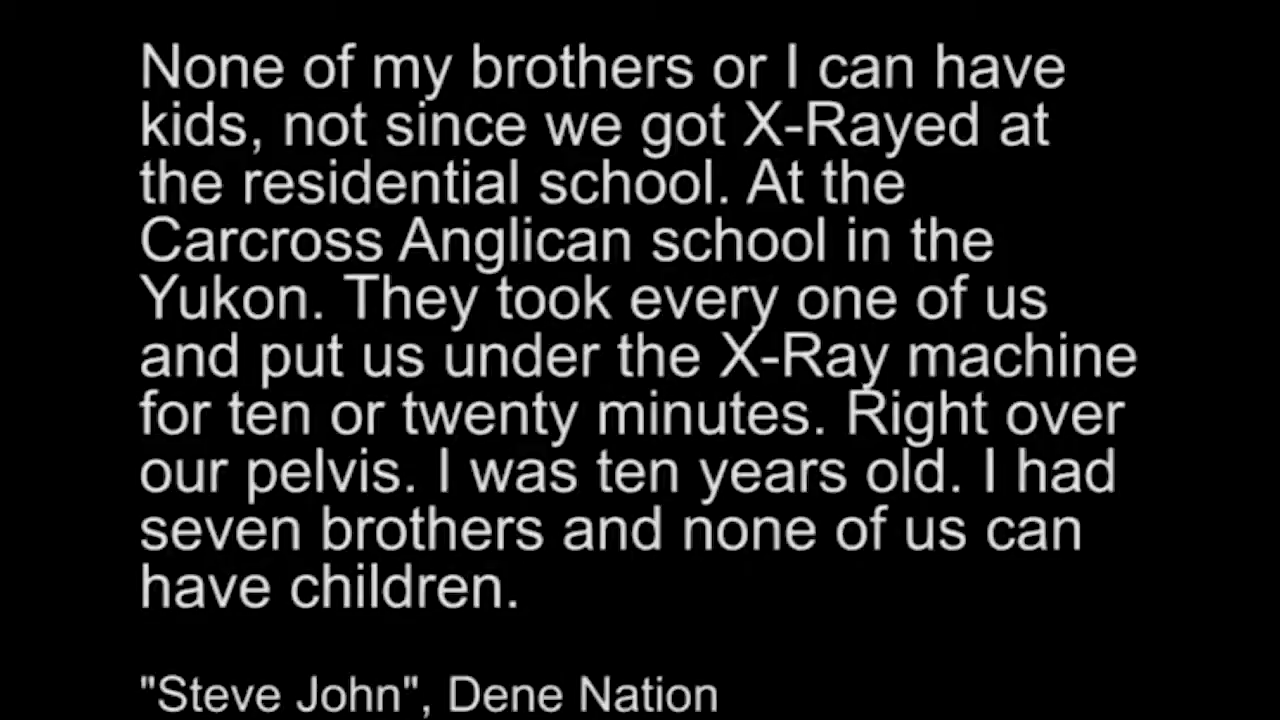 None of my brothers or I can have
kids, not since we got X-Rayed at
the residential school. At the
Carcross Anglican school in the
Yukon. They took every one of us
and put us under the X-Ray machine
for ten or twenty minutes. Right over
our pelvis. I was ten years old. I had
seven brothers and none of us can
have children.
"Steve John", Dene Nation